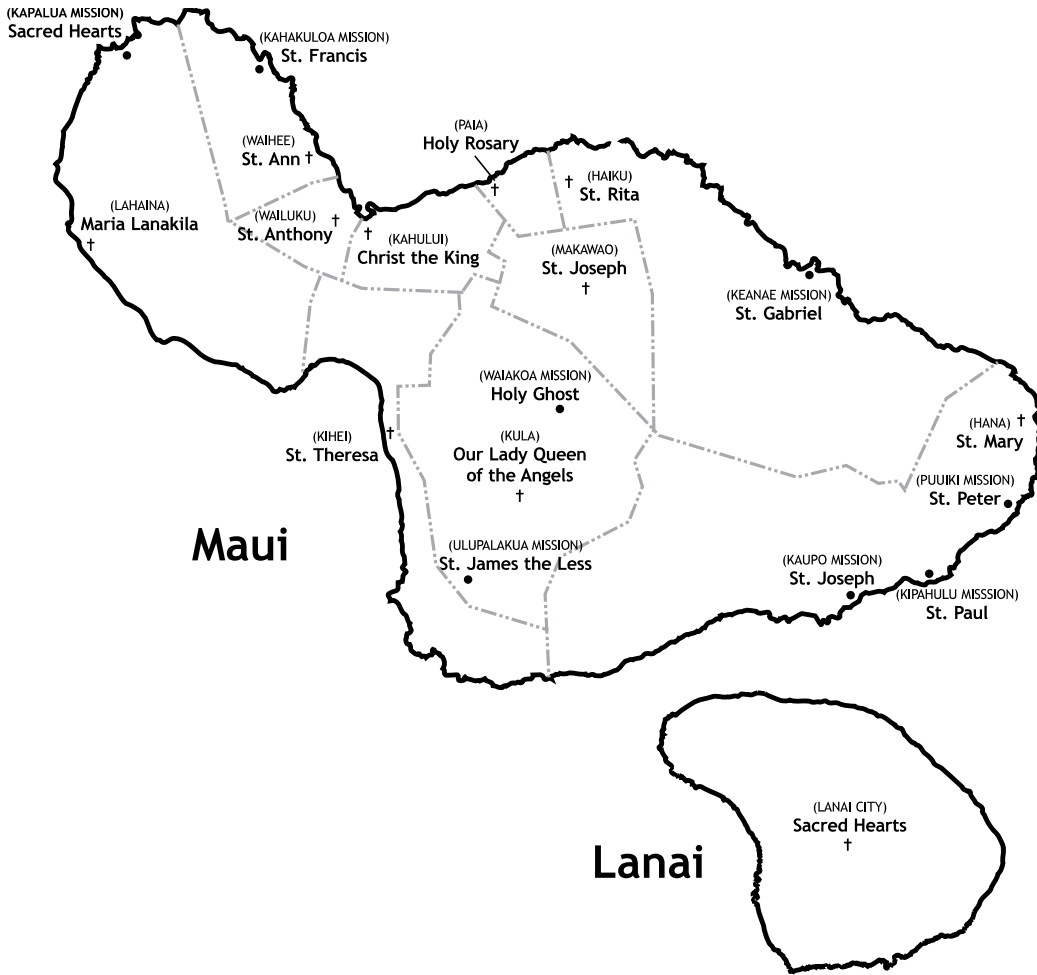 (KAPALUA MISSION)
Sacred Hearts
(KAHAKULOA MISSION)
St. Francis
(WAIHEE)
St. Ann
(PAIA)
Holy Rosary
(HAIKU)
St. Rita
(LAHAINA)
Maria Lanakila
(WAILUKU)
St. Anthony
(KAHULUI)
Christ the King
(MAKAWAO)
St. Joseph
(KEANAE MISSION)
St. Gabriel
(WAIAKOA MISSION)
Holy Ghost
(KIHEI)
St. Theresa
(KULA)
Our Lady Queen
of the Angels
(HANA)
St. Mary
(PUUIKI MISSION)
St. Peter
Maui
(ULUPALAKUA MISSION)
St. James the Less
(KAUPO MISSION)
St. Joseph
(KIPAHULU MISSSION)
St. Paul
(LANAI CITY)
Sacred Hearts
Lanai